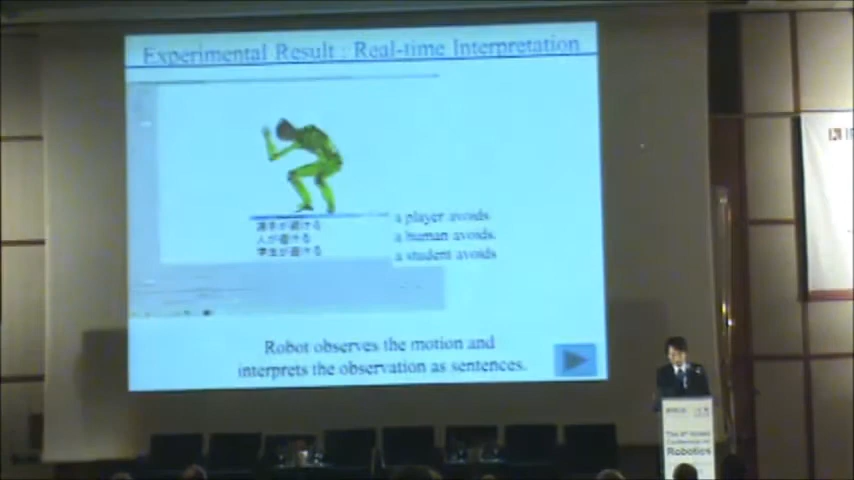 Experimental Result : Real-time Interpretation
選手が避ける
人が避ける
学生が避ける
a player avoids.
a human avoids.
a student avoids
Robot observes the motion and
interprets the observation as sentences.
Conference on
Robotics